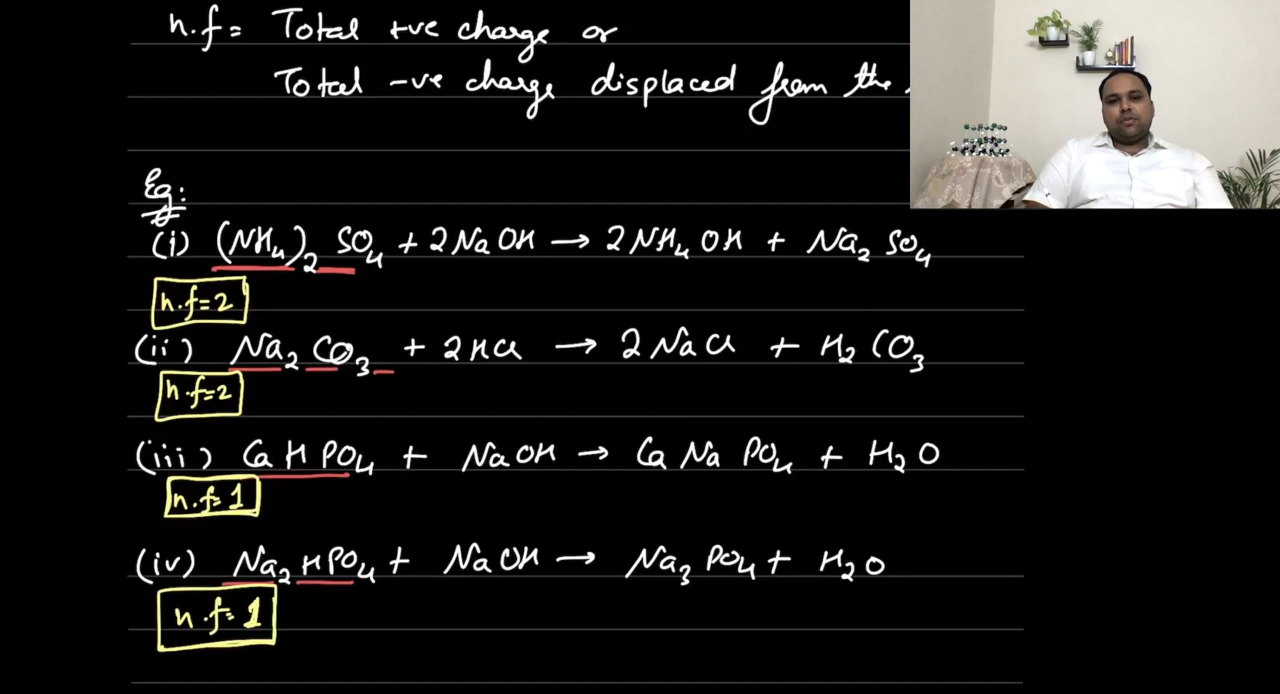 n.f = Total +ve charge or
Total -ve charge displaced from the
Eg:
(i) (NH₄)₂ SO₄ + 2NaOH → 2NH₄OH + Na₂SO₄
n.f=2
(ii) Na₂CO₃ + 2HCl → 2NaCl + H₂CO₃
n.f=2
(iii) CaHPO₄ + NaOH → CaNaPO₄ + H₂O
n.f=1
(iv) Na₂HPO₄ + NaOH → Na₃PO₄ + H₂O
n.f=1